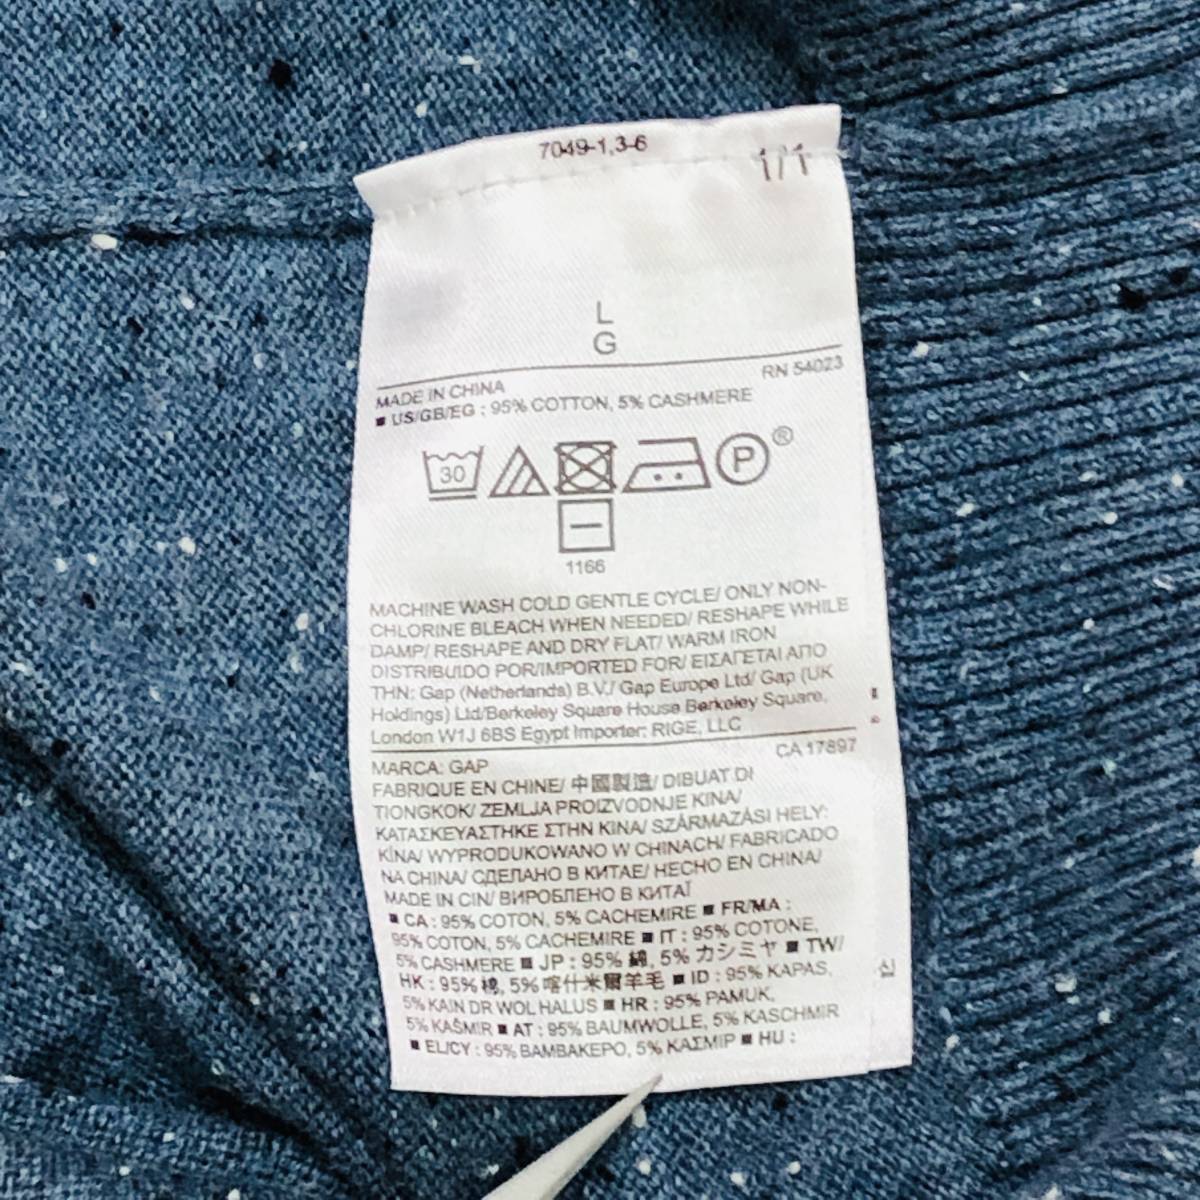 7049-1,3-6
1/1
L
G
RN 54023
MADE IN CHINA
■ US/GB/EG : 95% COTTON, 5% CASHMERE
30
P ®
1166
MACHINE WASH COLD GENTLE CYCLE/ ONLY NON-
CHLORINE BLEACH WHEN NEEDED/ RESHAPE WHILE
DAMP/ RESHAPE AND DRY FLAT/ WARM IRON
DISTRIBUIDO POR/IMPORTED FOR/ ΕΙΣΑΓΕΤΑΙ ΑΠΟ
ΤΗΝ: Gap (Netherlands) B.V./ Gap Europe Ltd/ Gap (UK
Holdings) Ltd/Berkeley Square House Berkeley Square,
London W1J 6BS Egypt Importer: RIGE, LLC
CA 17897
MARCA: GAP
FABRIQUE EN CHINE/ 中國製造/ DIBUAT DI
TIONGKOK/ ZEMLJA PROIZVODNJE KINA/
ΚΑΤΑΣΚΕΥΑΣΤΗΚΕ ΣΤΗΝ ΚΙΝΑ/ SZÁRMAZÁSI HELY:
KÍNA/ WYPRODUKOWANO W CHINACH/ FABRICADO
NA CHINA/ СДЕЛАНО В КИТАЕ/ HECHO EN CHINA/
MADE IN CIN/ ВИРОБЛЕНО В КИТАЇ
■ CA : 95% COTON, 5% CACHEMIRE ■ FR/MA :
95% COTON, 5% CACHEMIRE ■ IT : 95% COTONE,
5% CASHMERE ■ JP : 95% 綿, 5% カシミヤ ■ TW/
HK : 95% 棉, 5% 喀什米爾羊毛 ■ ID : 95% KAPAS,
5% KAIN DR WOL HALUS ■ HR : 95% PAMUK,
5% KAŠMIR ■ AT : 95% BAUMWOLLE, 5% KASCHMIR
■ EL/CY : 95% ΒΑΜΒΑΚΕΡΟ, 5% ΚΑΣΜΙΡ ■ HU :